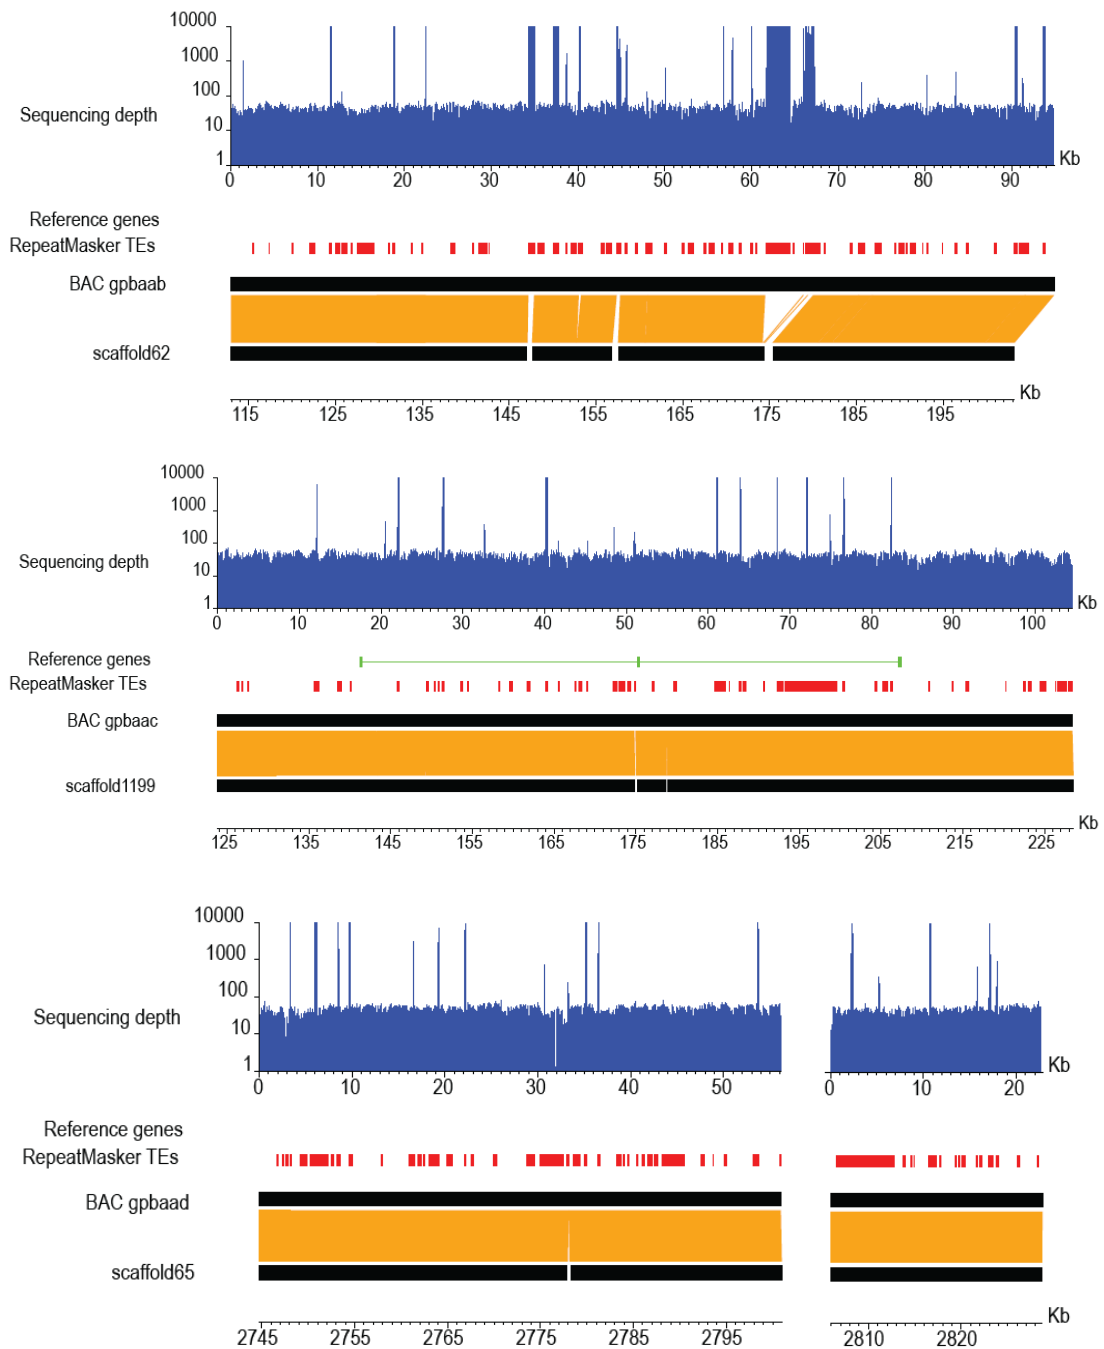 10000
1000
100
Sequencing depth
10
1
Kb
0 10 20 30 40 50 60 70 80 90
Reference genes
RepeatMasker TEs
BAC gpbaab
scaffold62
Kb
115 125 135 145 155 165 175 185 195
10000
1000
100
Sequencing depth
10
1
Kb
0 10 20 30 40 50 60 70 80 90 100
Reference genes
RepeatMasker TEs
BAC gpbaac
scaffold1199
Kb
125 135 145 155 165 175 185 195 205 215 225
10000
1000
100
Sequencing depth
10
1
Kb
0 10 20 30 40 50 0 10 20
Reference genes
RepeatMasker TEs
BAC gpbaad
scaffold65
Kb
2745 2755 2765 2775 2785 2795 2810 2820